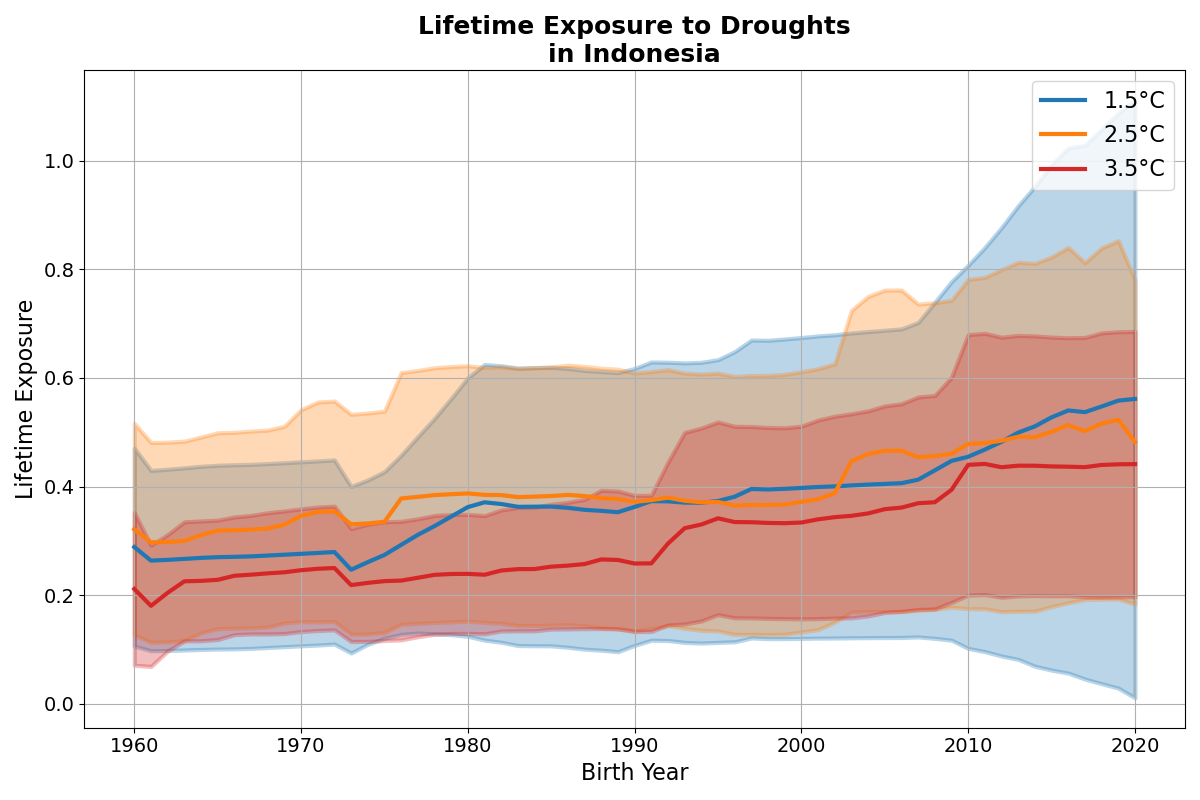 Lifetime Exposure to Droughts
in Indonesia
1.5°C
2.5°C
3.5°C
Lifetime Exposure
1.0
0.8
0.6
0.4
0.2
0.0
1960 1970 1980 1990 2000 2010 2020
Birth Year